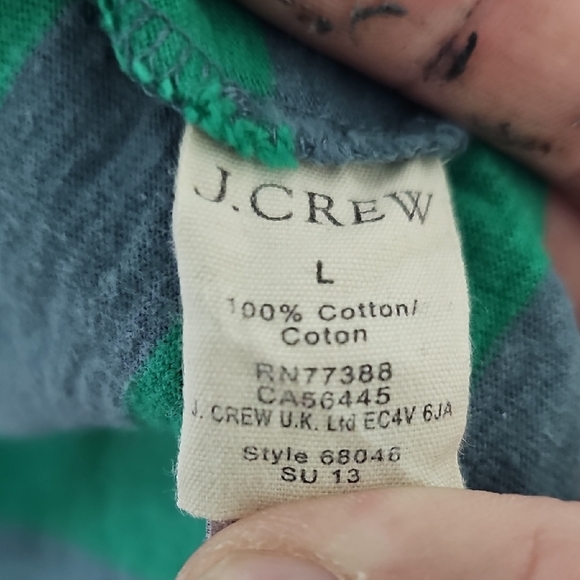 J.CREW
L
100% Cotton/
Coton
RN77388
CA56445
J. CREW U.K. Ltd EC4V 6JA
Style 68046
SU 13